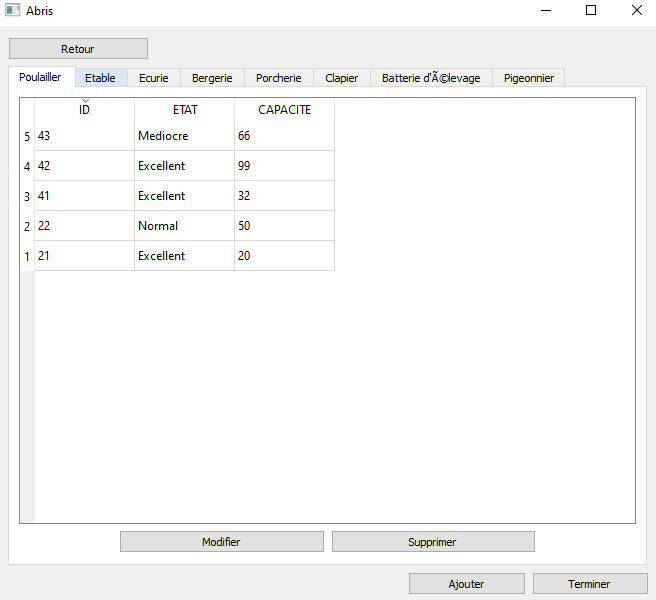 Abris
Retour
Poulailler Etable Ecurie Bergerie Porcherie Clapier Batterie d'Ã©levage Pigeonnier
ID ETAT CAPACITE
5 43 Mediocre 66
4 42 Excellent 99
3 41 Excellent 32
2 22 Normal 50
1 21 Excellent 20
Modifier Supprimer
Ajouter Terminer